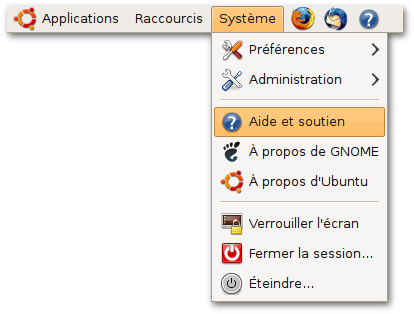 Applications Raccourcis Système
Préférences
Administration
Aide et soutien
À propos de GNOME
À propos d'Ubuntu
Verrouiller l'écran
Fermer la session...
Éteindre...